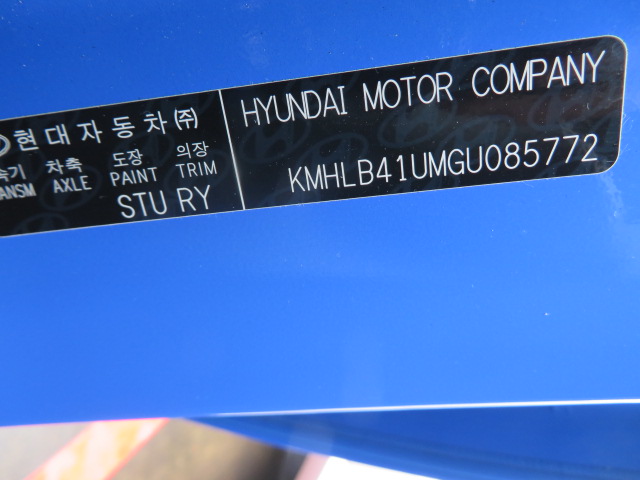 현대자동차 ㈜
HYUNDAI MOTOR COMPANY
차축 도장 의장
AXLE PAINT TRIM
STU RY
KMHLB41UMGU085772